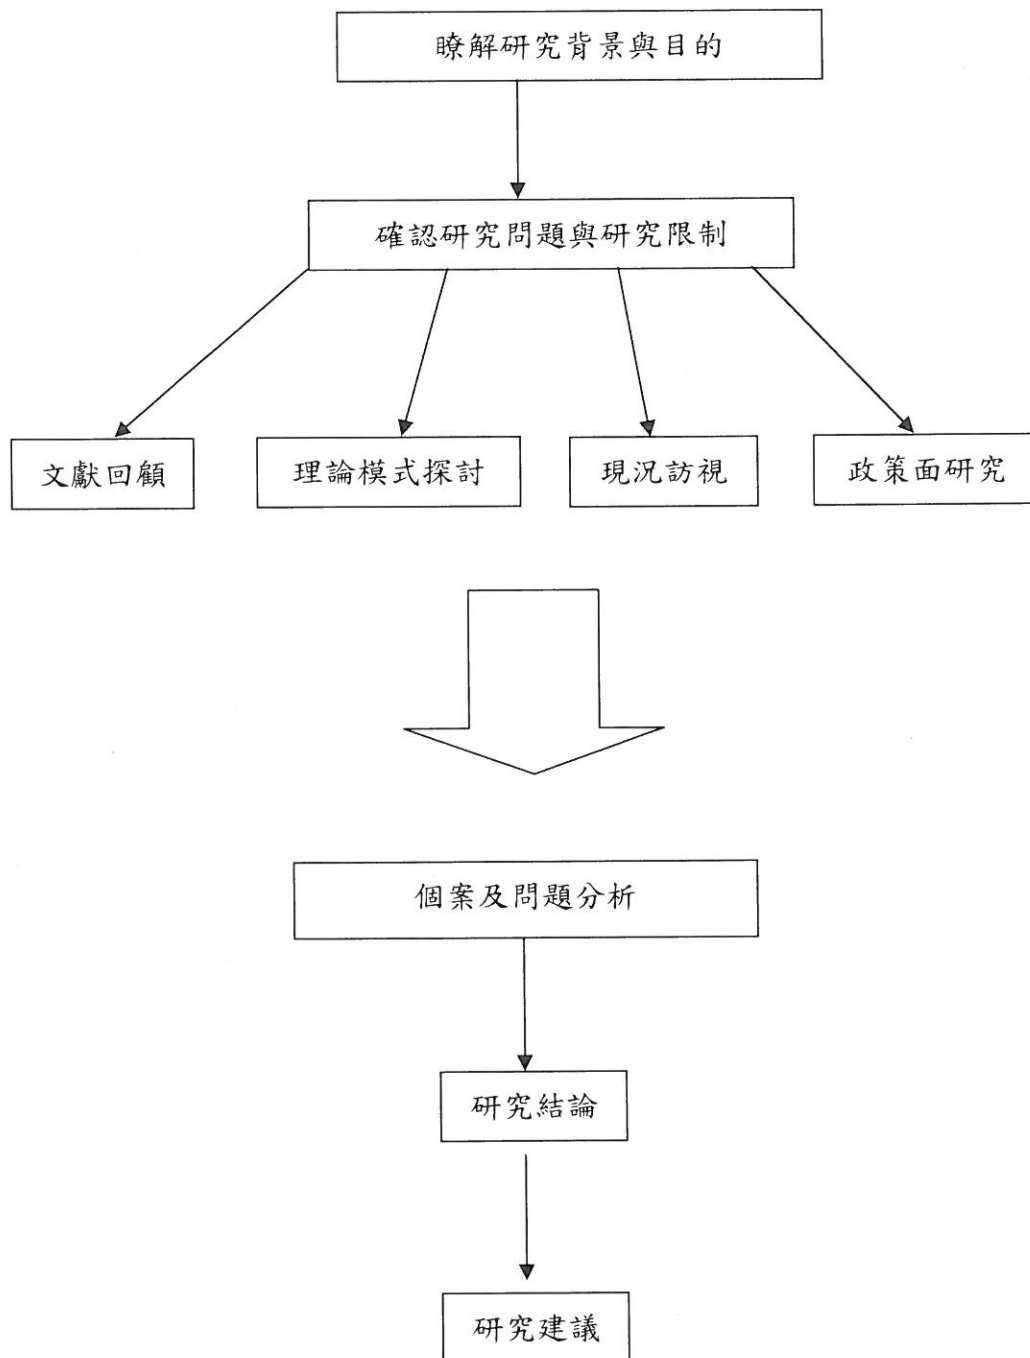 瞭解研究背景與目的
確認研究問題與研究限制
文獻回顧
理論模式探討
現況訪視
政策面研究
個案及問題分析
研究結論
研究建議